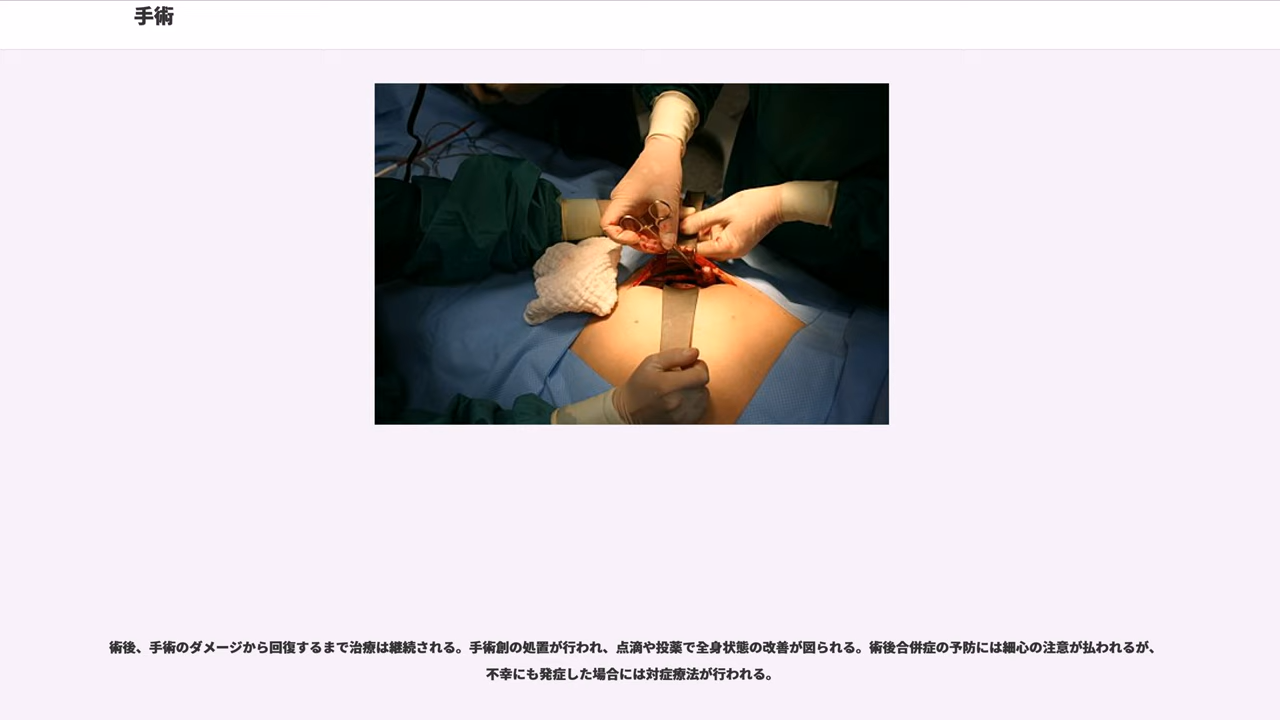 手術
術後、手術のダメージから回復するまで治療は継続される。手術創の処置が行われ、点滴や投薬で全身状態の改善が図られる。術後合併症の予防には細心の注意が払われるが、
不幸にも発症した場合には対症療法が行われる。